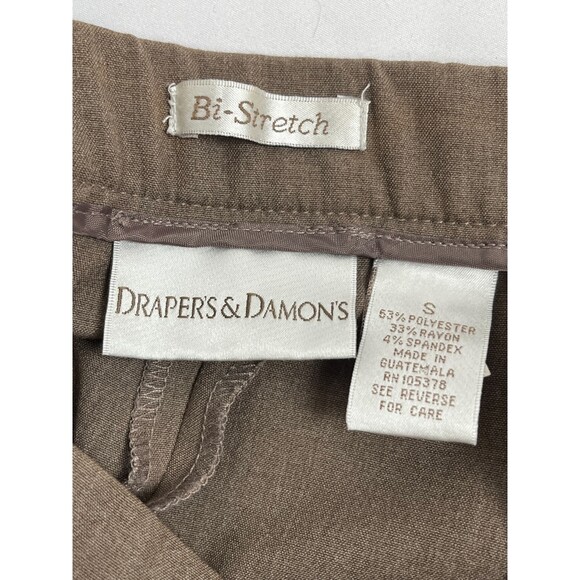 Bi-Stretch
DRAPER'S & DAMON'S
S
63% POLYESTER
33% RAYON
4% SPANDEX
MADE IN
GUATEMALA
RN 105378
SEE REVERSE
FOR CARE